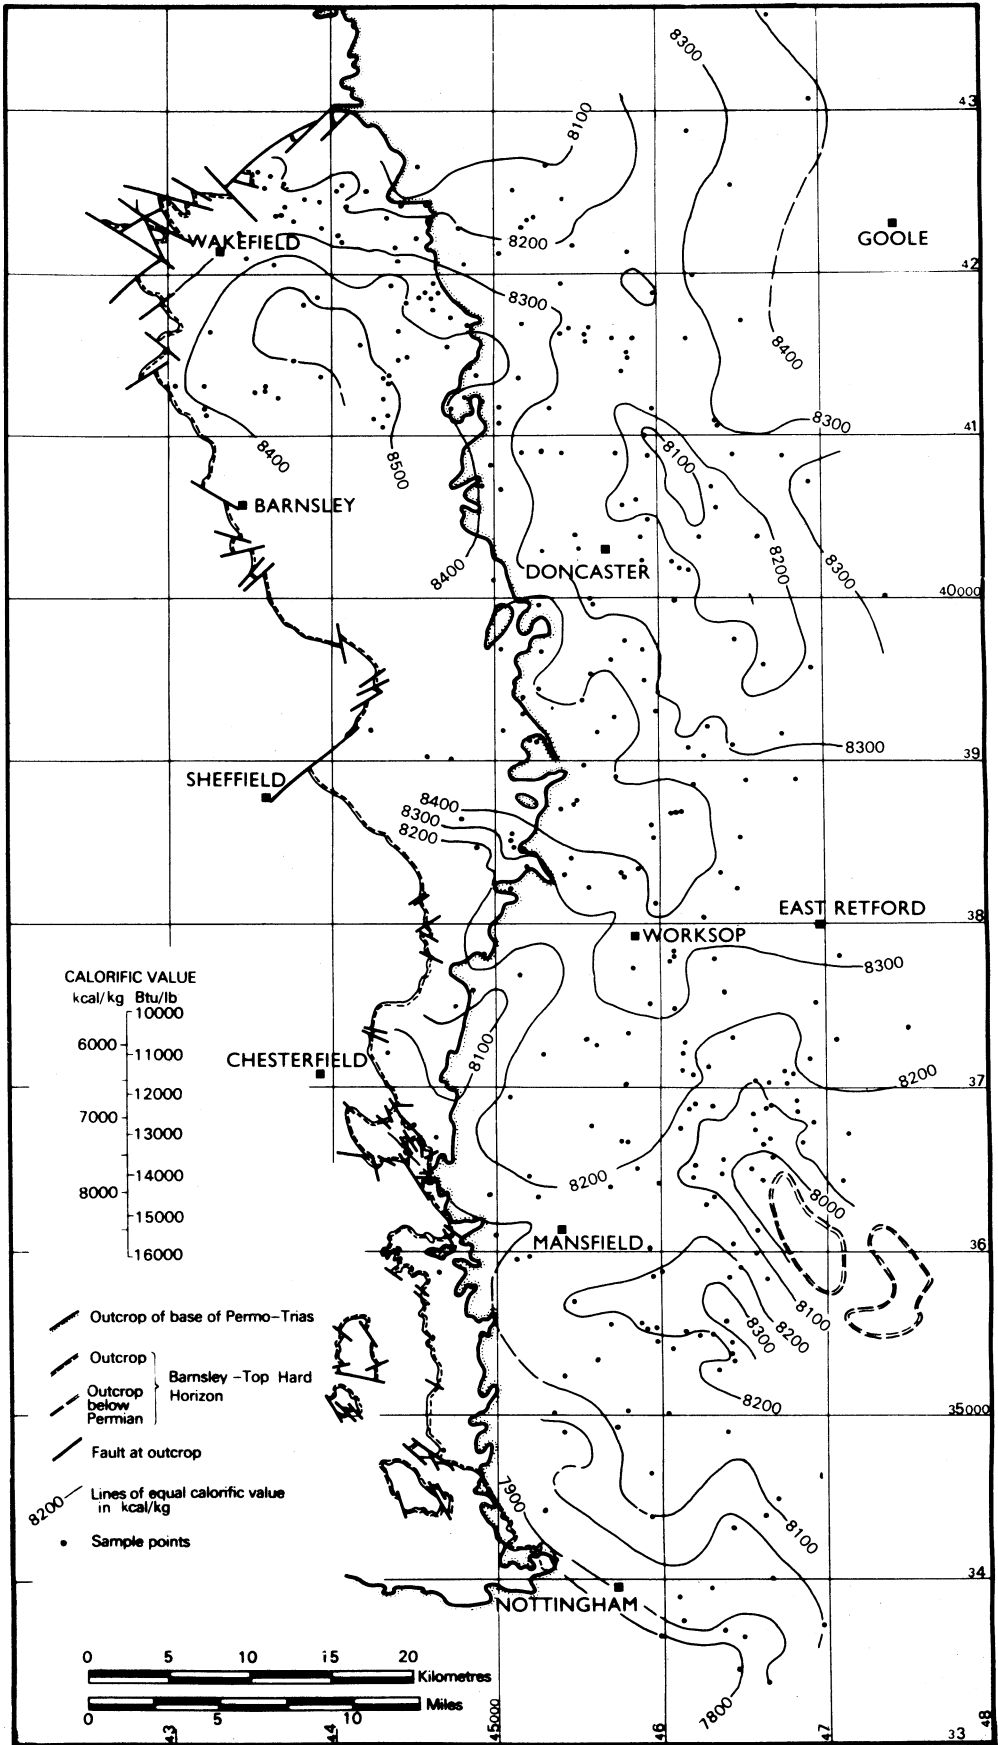 8300
43
8100
WAKEFIELD
8200
GOOLE
42
8300
8400
8300
41
8400
8500
8100
BARNSLEY
8200
8300
8400
DONCASTER
40000
8300
39
SHEFFIELD
8400
8300
8200
EAST RETFORD
38
WORKSOP
8300
CALORIFIC VALUE
kcal/kg Btu/lb
10000
6000
11000
CHESTERFIELD
8100
8200
37
12000
7000
13000
14000
8200
8000
8000
15000
MANSFIELD
36
16000
8100
8200
8300
Outcrop of base of Permo-Trias
Outcrop
Barnsley-Top Hard
Horizon
Outcrop
below
Permian
8200
35000
Fault at outcrop
8200
Lines of equal calorific value
in kcal/kg
7900
8100
Sample points
34
NOTTINGHAM
0 5 10 15 20
Kilometres
Miles
0 5 10
7800
43 44 45000 46 47 33 48